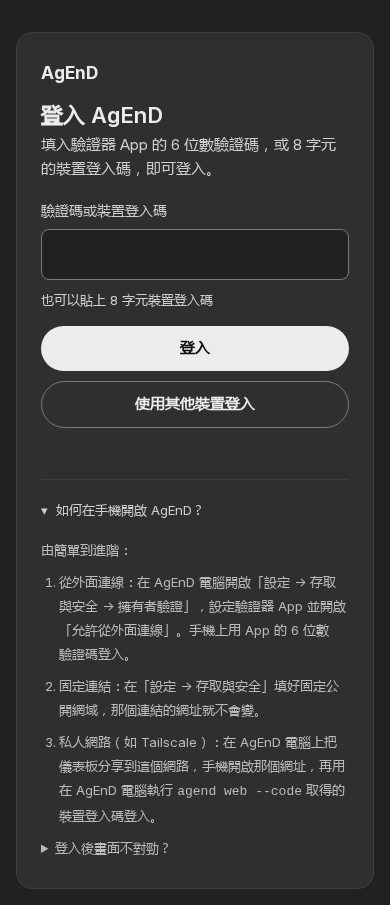 AgEnD
登入 AgEnD
填入驗證器 App 的 6 位數驗證碼，或 8 字元
的裝置登入碼，即可登入。
驗證碼或裝置登入碼
也可以貼上 8 字元裝置登入碼
登入
使用其他裝置登入
▾ 如何在手機開啟 AgEnD？
由簡單到進階：
1. 從外面連線：在 AgEnD 電腦開啟「設定 → 存取
與安全 → 擁有者驗證」，設定驗證器 App 並開啟
「允許從外面連線」。手機上用 App 的 6 位數
驗證碼登入。
2. 固定連結：在「設定 → 存取與安全」填好固定公
開網域，那個連結的網址就不會變。
3. 私人網路（如 Tailscale）：在 AgEnD 電腦上把
儀表板分享到這個網路，手機開啟那個網址，再用
在 AgEnD 電腦執行 agend web --code 取得的
裝置登入碼登入。
▸ 登入後畫面不對勁？